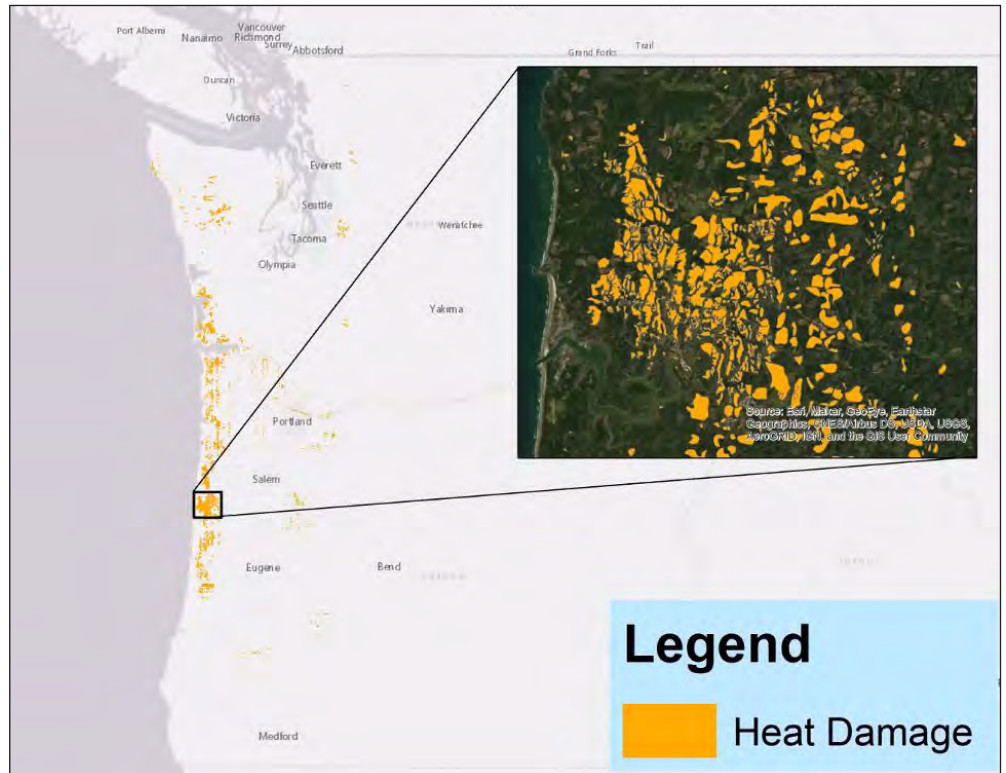 Port Alberni
Nanaimo
Vancouver
Richmond
Surrey
Abbotsford
Grand Forks
Trail
Duncan
Victoria
Everett
Seattle
Wenatchee
Tacoma
Olympia
Yakima
Portland
Salem
Eugene
Bend
Medford
Source: Esri, Maxar, GeoEye, Earthstar
Geographics, CNES/Airbus DS, USDA, USGS,
AeroGRID, IGN, and the GIS User Community
Legend
Heat Damage